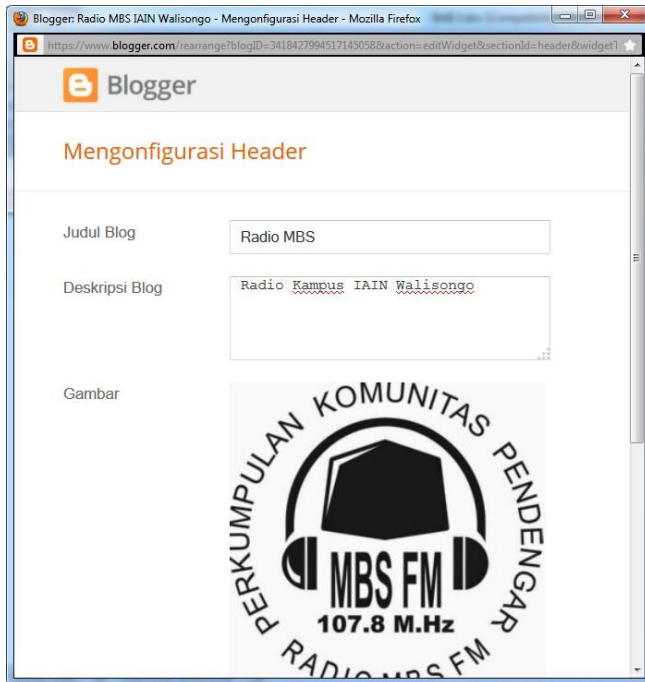 Blogger: Radio MBS IAIN Walisongo - Mengonfigurasi Header - Mozilla Firefox
https://www.blogger.com/rearrange?blogID=3418427994517145058&action=editWidget&sectionId=header&widgetT
Blogger
Mengonfigurasi Header
Judul Blog
Radio MBS
Deskripsi Blog
Radio Kampus IAIN Walisongo
Gambar
PERKUMPULAN KOMUNITAS PENDENGAR
MBS FM
107.8 M.Hz
RADIO MBS FM